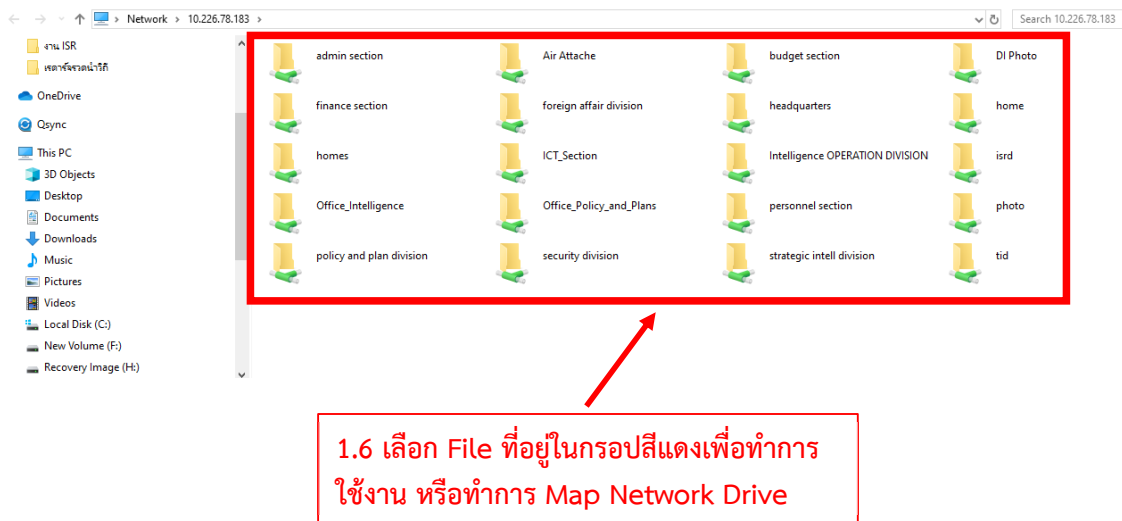 Network > 10.226.78.183 >
Search 10.226.78.183
งาน ISR
เรดาร์จรวดนำวิถี
OneDrive
Qsync
This PC
3D Objects
Desktop
Documents
Downloads
Music
Pictures
Videos
Local Disk (C:)
New Volume (F:)
Recovery Image (H:)
admin section
Air Attache
budget section
DI Photo
finance section
foreign affair division
headquarters
home
homes
ICT_Section
Intelligence OPERATION DIVISION
isrd
Office_Intelligence
Office_Policy_and_Plans
personnel section
photo
policy and plan division
security division
strategic intell division
tid
1.6 เลือก File ที่อยู่ในกรอปสีแดงเพื่อทำการ
ใช้งาน หรือทำการ Map Network Drive